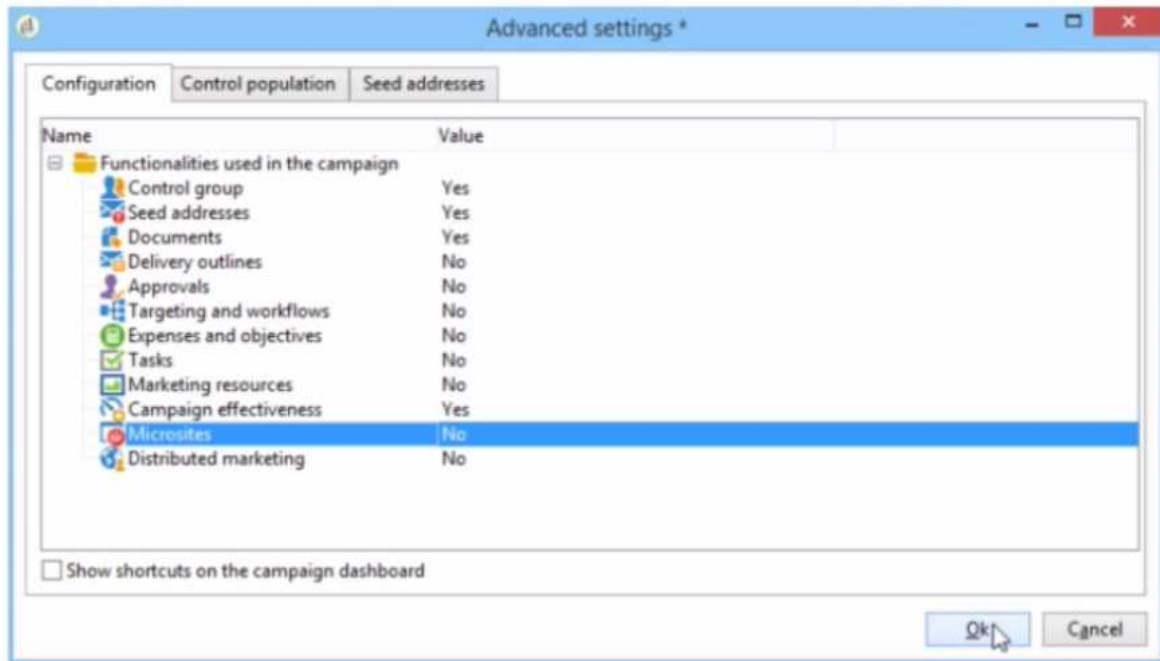 Advanced settings *
Configuration Control population Seed addresses
Name Value
Functionalities used in the campaign
Control group Yes
Seed addresses Yes
Documents Yes
Delivery outlines No
Approvals No
Targeting and workflows No
Expenses and objectives No
Tasks No
Marketing resources No
Campaign effectiveness Yes
Microsites No
Distributed marketing No
Show shortcuts on the campaign dashboard
Ok Cancel